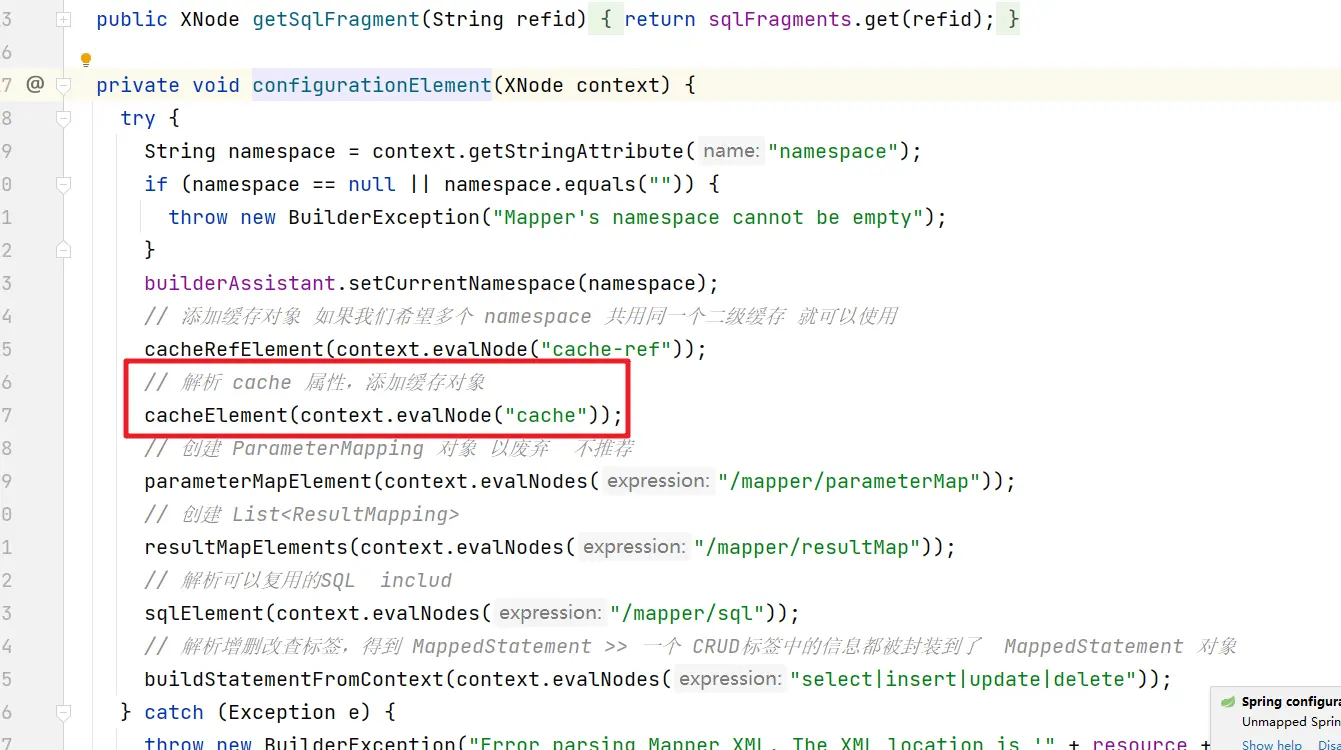 3 public XNode getSqlFragment(String refid) { return sqlFragments.get(refid); }
6
7 @ private void configurationElement(XNode context) {
8 try {
9 String namespace = context.getStringAttribute( name: "namespace");
0 if (namespace == null || namespace.equals("")) {
1 throw new BuilderException("Mapper's namespace cannot be empty");
2 }
3 builderAssistant.setCurrentNamespace(namespace);
4 // 添加缓存对象 如果我们希望多个 namespace 共用同一个二级缓存 就可以使用
5 cacheRefElement(context.evalNode("cache-ref"));
6 // 解析 cache 属性，添加缓存对象
7 cacheElement(context.evalNode("cache"));
8 // 创建 ParameterMapping 对象 以废弃 不推荐
9 parameterMapElement(context.evalNodes( expression: "/mapper/parameterMap"));
0 // 创建 List<ResultMapping>
1 resultMapElements(context.evalNodes( expression: "/mapper/resultMap"));
2 // 解析可以复用的SQL includ
3 sqlElement(context.evalNodes( expression: "/mapper/sql"));
4 // 解析增删改查标签，得到 MappedStatement >> 一个 CRUD标签中的信息都被封装到了 MappedStatement 对象
5 buildStatementFromContext(context.evalNodes( expression: "select|insert|update|delete"));
6 } catch (Exception e) {
7 throw new BuilderException("Error parsing Mapper XML. The XML location is '" + resource +
Spring configura
Unmapped Sprin
Show help Disa